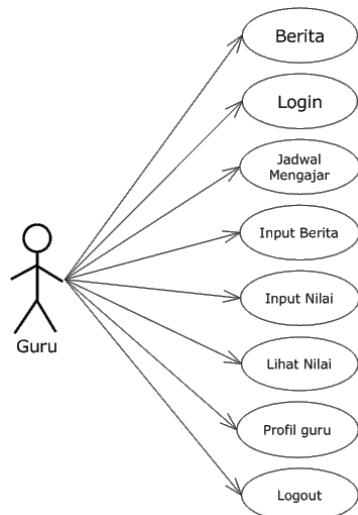 Berita
Login
Jadwal
Mengajar
Input Berita
Input Nilai
Guru
Lihat Nilai
Profil guru
Logout